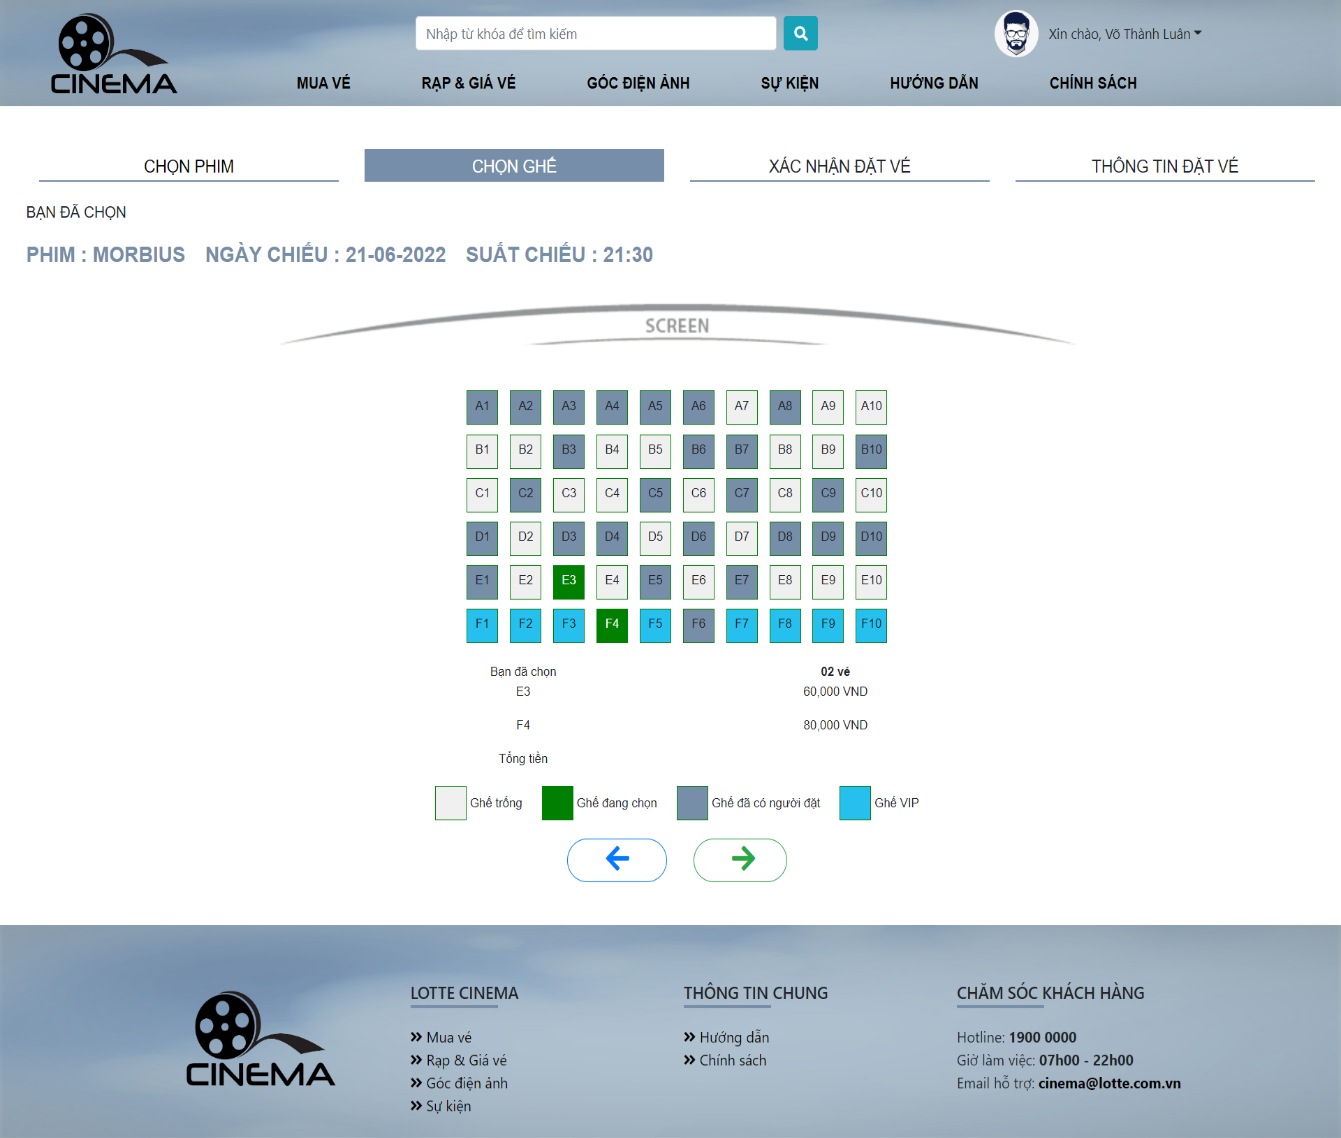 CINEMA
Nhập từ khóa để tìm kiếm
Xin chào, Võ Thành Luân
MUA VÉ RẠP & GIÁ VÉ GÓC ĐIỆN ẢNH SỰ KIỆN HƯỚNG DẪN CHÍNH SÁCH
CHỌN PHIM CHỌN GHẾ XÁC NHẬN ĐẶT VÉ THÔNG TIN ĐẶT VÉ
BẠN ĐÃ CHỌN
PHIM : MORBIUS NGÀY CHIẾU : 21-06-2022 SUẤT CHIẾU : 21:30
SCREEN
A1 A2 A3 A4 A5 A6 A7 A8 A9 A10
B1 B2 B3 B4 B5 B6 B7 B8 B9 B10
C1 C2 C3 C4 C5 C6 C7 C8 C9 C10
D1 D2 D3 D4 D5 D6 D7 D8 D9 D10
E1 E2 E3 E4 E5 E6 E7 E8 E9 E10
F1 F2 F3 F4 F5 F6 F7 F8 F9 F10
Bạn đã chọn 02 vé
E3 60,000 VND
F4 80,000 VND
Tổng tiền
Ghế trống Ghế đang chọn Ghế đã có người đặt Ghế VIP
CINEMA
LOTTE CINEMA
Mua vé
Rạp & Giá vé
Góc điện ảnh
Sự kiện
THÔNG TIN CHUNG
Hướng dẫn
Chính sách
CHĂM SÓC KHÁCH HÀNG
Hotline: 1900 0000
Giờ làm việc: 07h00 - 22h00
Email hỗ trợ: cinema@lotte.com.vn